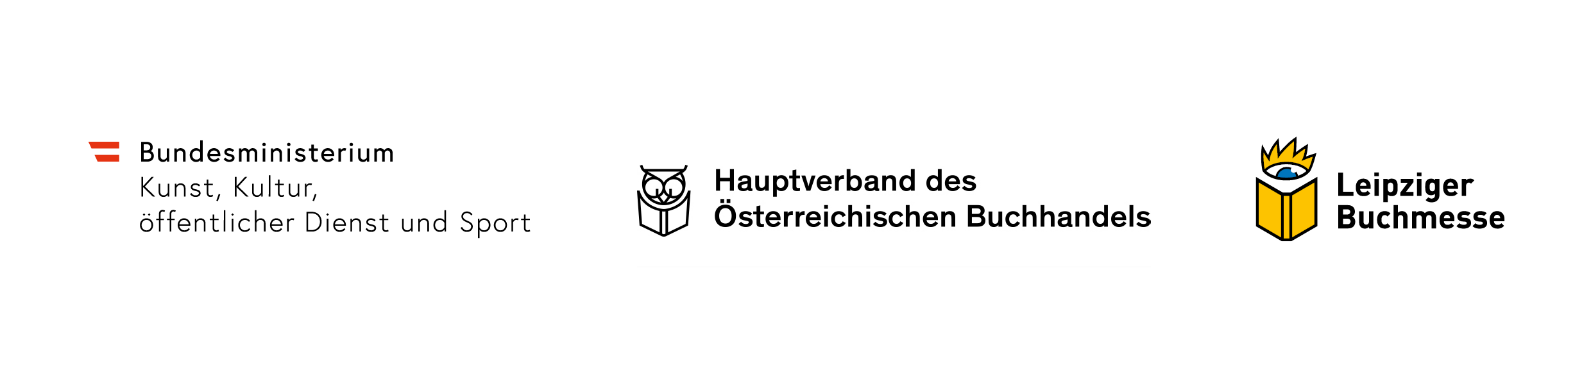 Bundesministerium
Kunst, Kultur,
öffentlicher Dienst und Sport
Hauptverband des
Österreichischen Buchhandels
Leipziger
Buchmesse